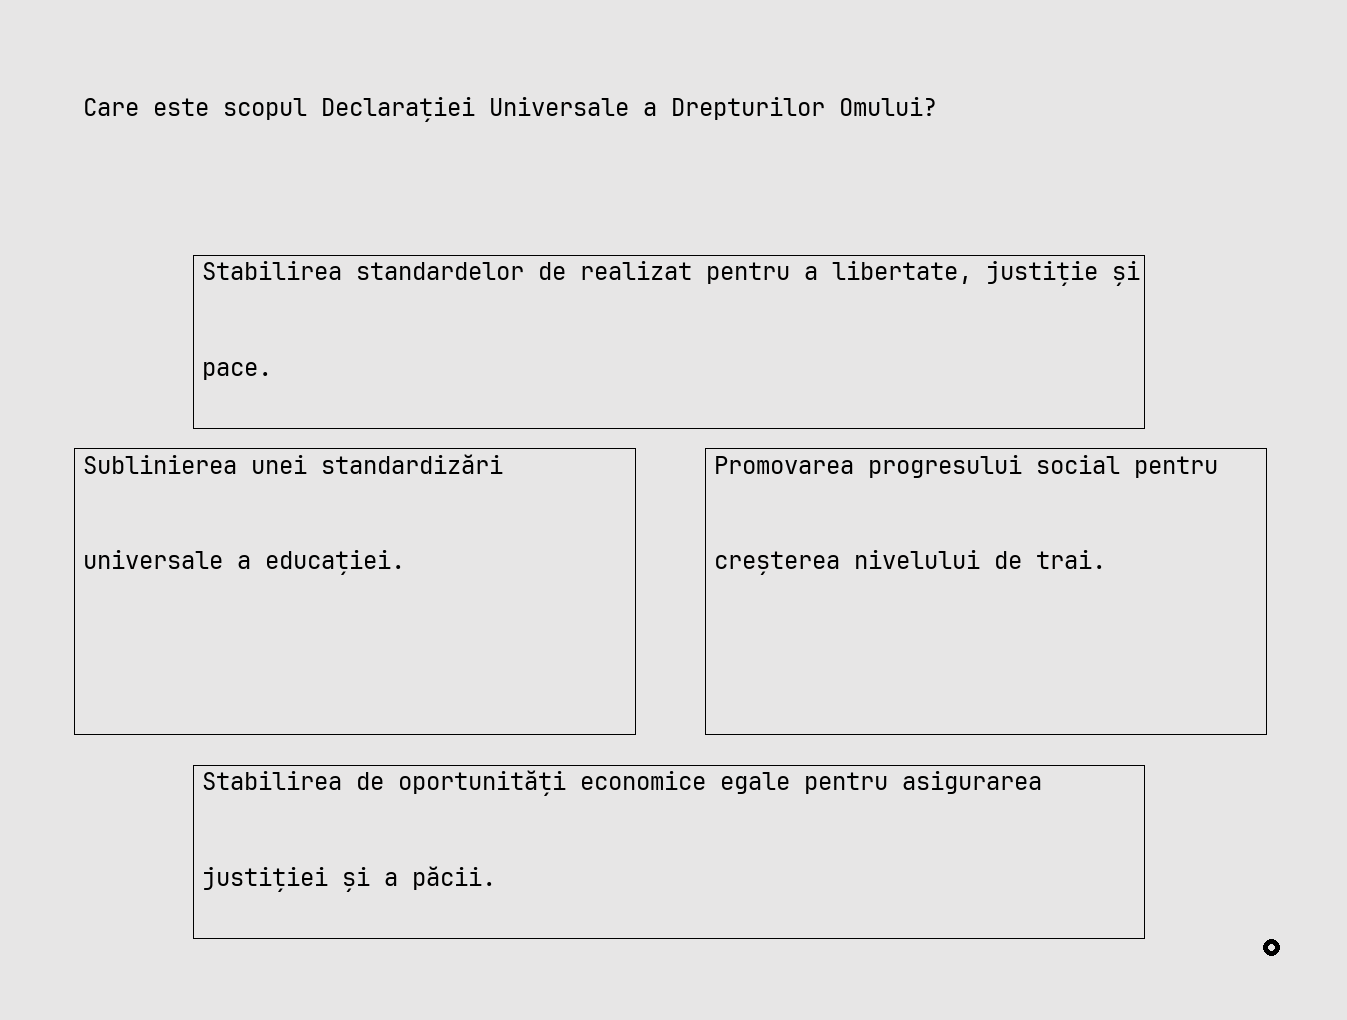 Care este scopul Declarației Universale a Drepturilor Omului?
Stabilirea standardelor de realizat pentru a libertate, justiție și
pace.
Sublinierea unei standardizări
universale a educației.
Promovarea progresului social pentru
creșterea nivelului de trai.
Stabilirea de oportunități economice egale pentru asigurarea
justiției și a păcii.